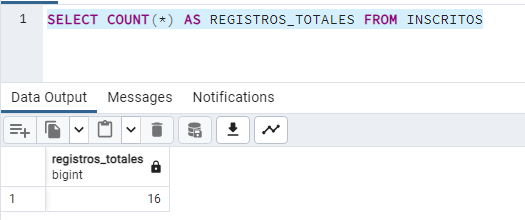 1 SELECT COUNT(*) AS REGISTROS_TOTALES FROM INSCRITOS
Data Output Messages Notifications
registros_totales
bigint
1 16